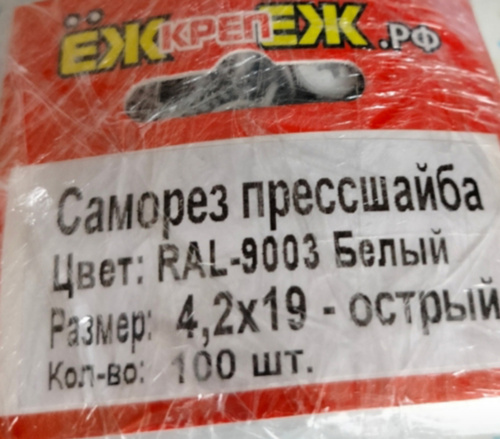 ЁЖКРЕПЁЖ.РФ
Саморез прессшайба
Цвет: RAL-9003 Белый
Размер: 4,2х19 - острый
Кол-во: 100 шт.